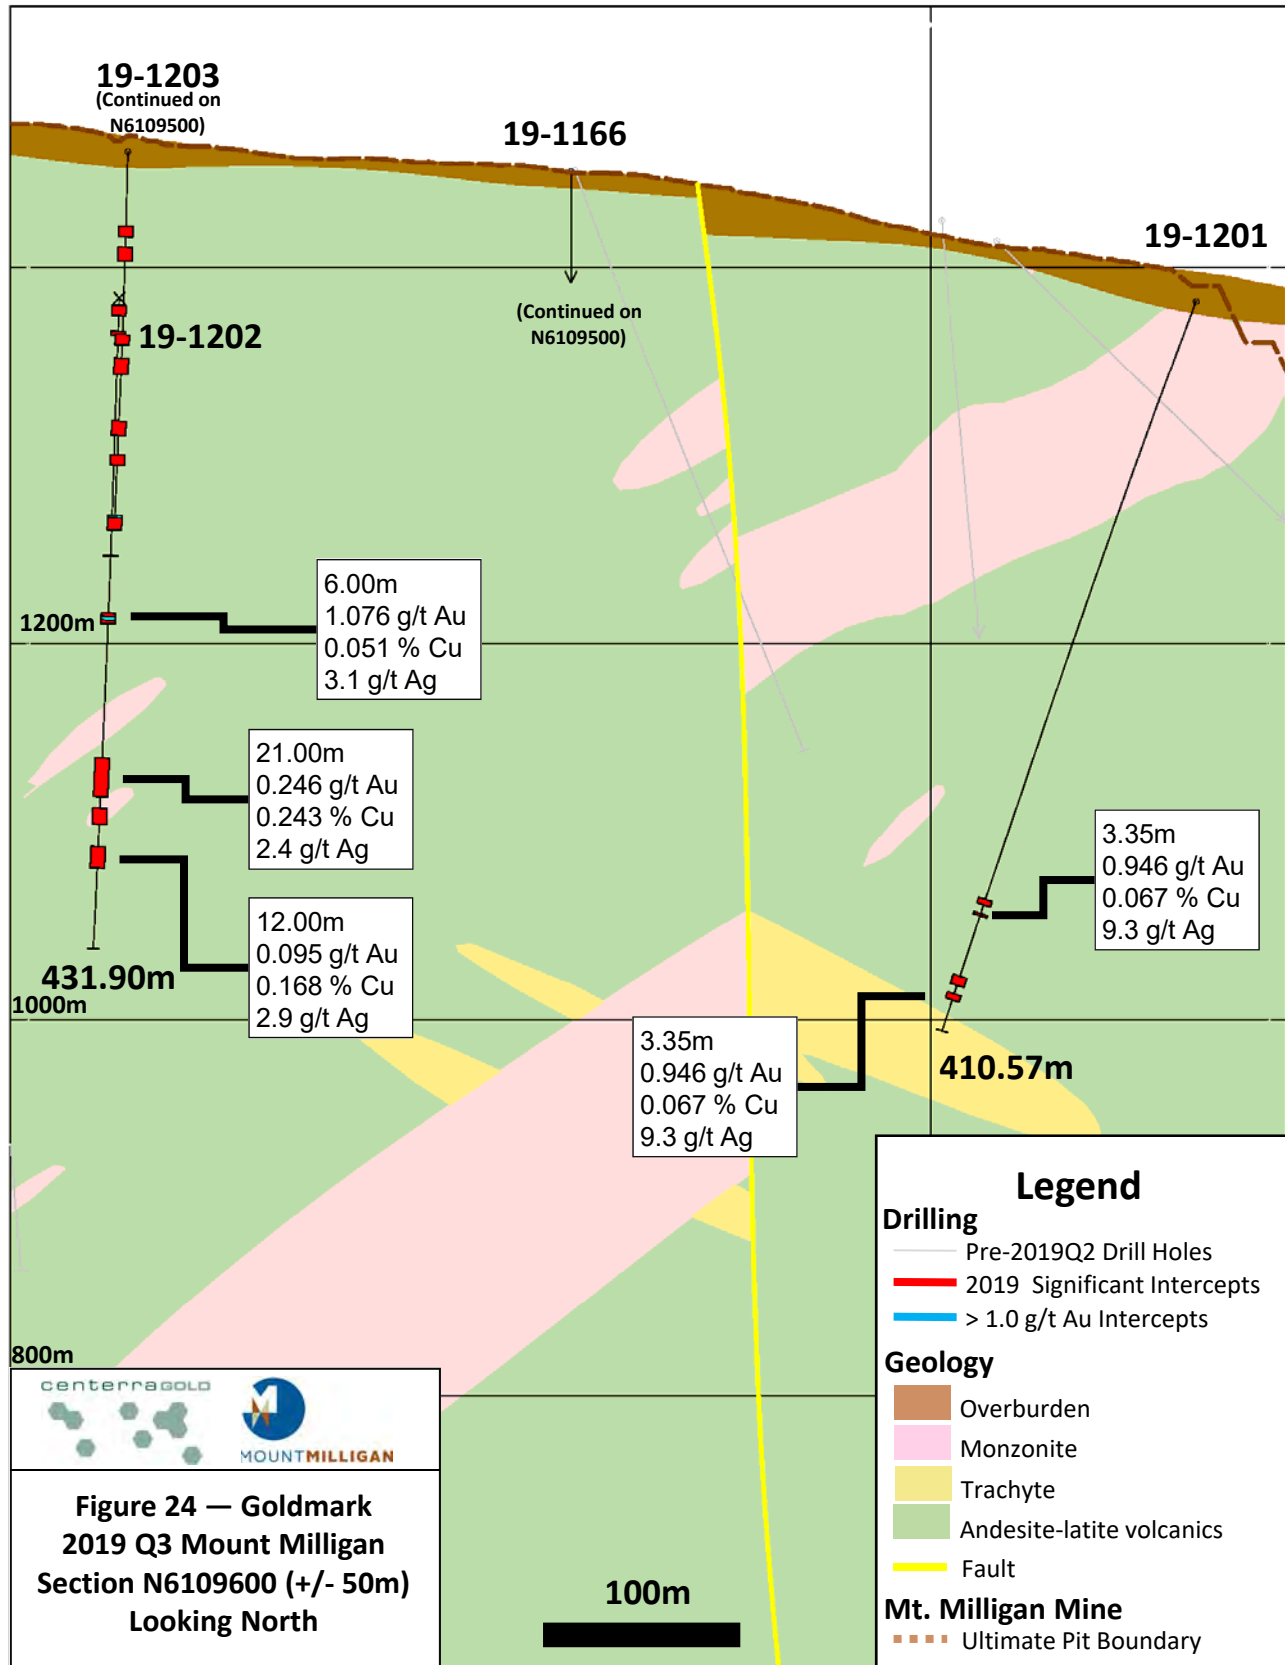 19-1203
(Continued on
N6109500)
19-1166
19-1201
(Continued on
N6109500)
19-1202
6.00m
1.076 g/t Au
0.051 % Cu
3.1 g/t Ag
1200m
21.00m
0.246 g/t Au
0.243 % Cu
2.4 g/t Ag
3.35m
0.946 g/t Au
0.067 % Cu
9.3 g/t Ag
12.00m
0.095 g/t Au
0.168 % Cu
2.9 g/t Ag
431.90m
1000m
3.35m
0.946 g/t Au
0.067 % Cu
9.3 g/t Ag
410.57m
800m
Legend
Drilling
Pre-2019Q2 Drill Holes
2019 Significant Intercepts
> 1.0 g/t Au Intercepts
Geology
Overburden
Monzonite
Trachyte
Andesite-latite volcanics
Fault
Mt. Milligan Mine
Ultimate Pit Boundary
centerraGOLD
MOUNTMILLIGAN
Figure 24 — Goldmark
2019 Q3 Mount Milligan
Section N6109600 (+/- 50m)
Looking North
100m